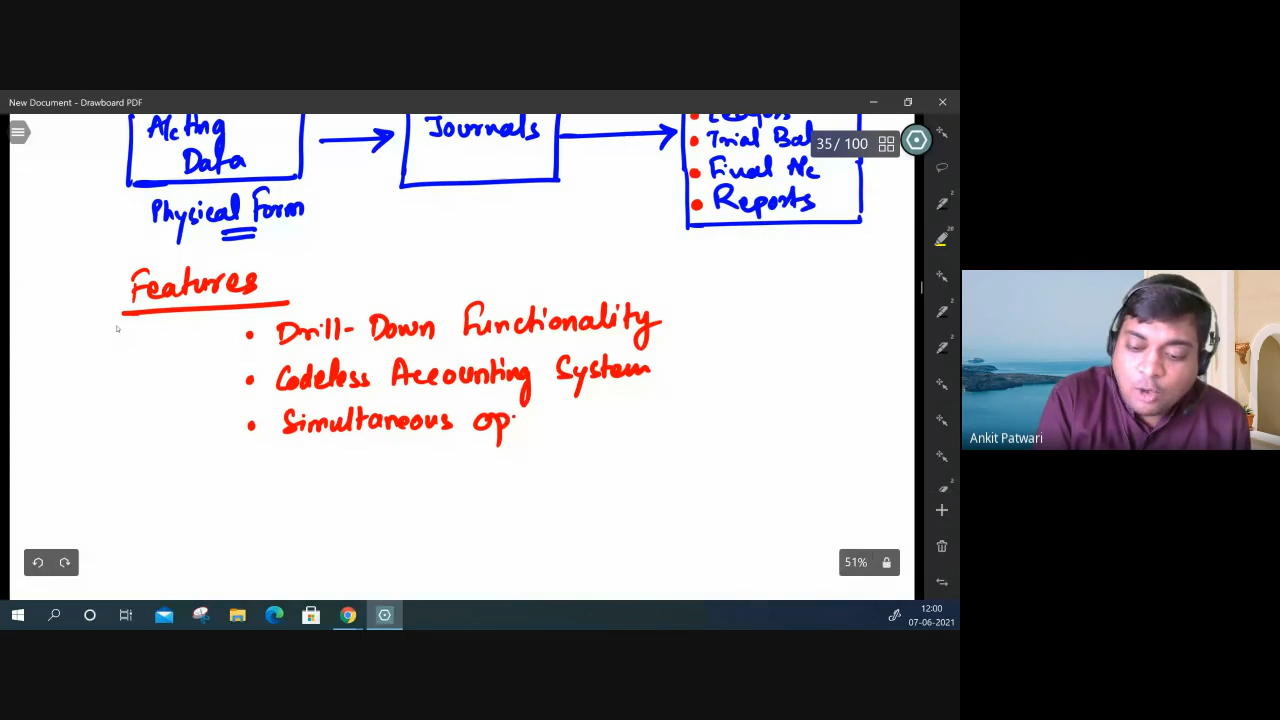 New Document - Drawboard PDF
A/c ting
Data
Journals
Trial Bal
Final A/c
Reports
35 / 100
Physical Form
Features
• Drill-Down Functionality
• Codeless Accounting System
• Simultaneous op
Ankit Patwari
51%
12:00
07-06-2021